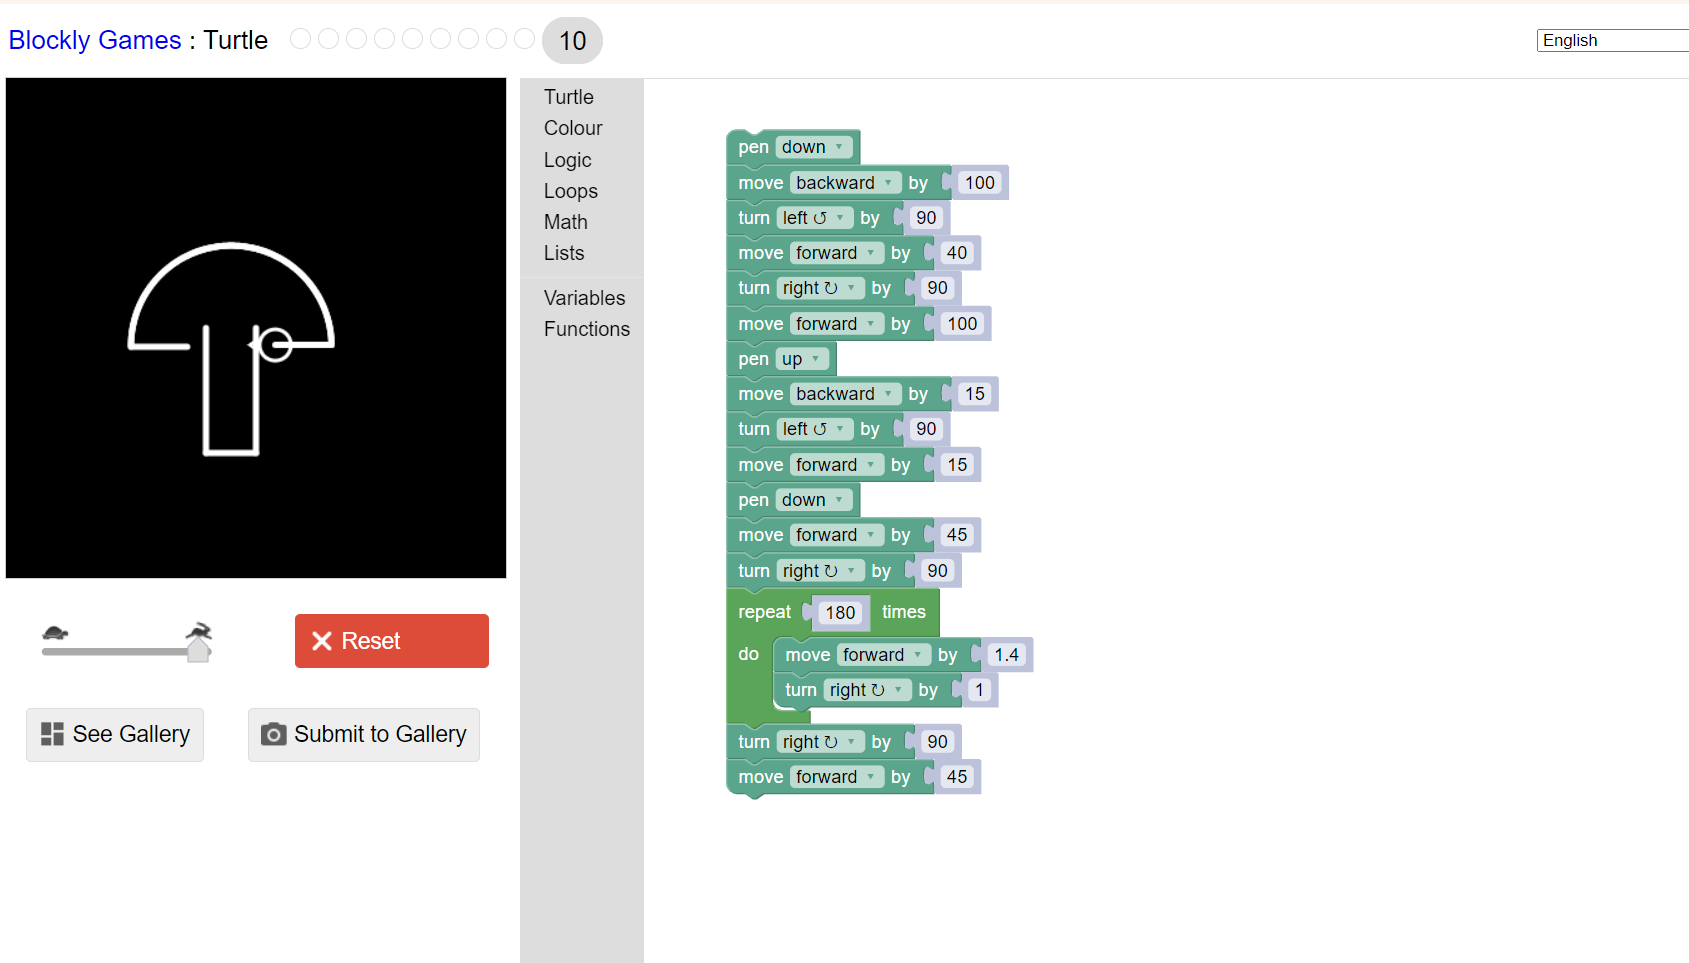 Blockly Games : Turtle 10 English
Turtle
Colour
Logic
Loops
Math
Lists
Variables
Functions
pen down
move backward by 100
turn left ↺ by 90
move forward by 40
turn right ↻ by 90
move forward by 100
pen up
move backward by 15
turn left ↺ by 90
move forward by 15
pen down
move forward by 45
turn right ↻ by 90
repeat 180 times
do move forward by 1.4
turn right ↻ by 1
turn right ↻ by 90
move forward by 45
Reset
See Gallery
Submit to Gallery